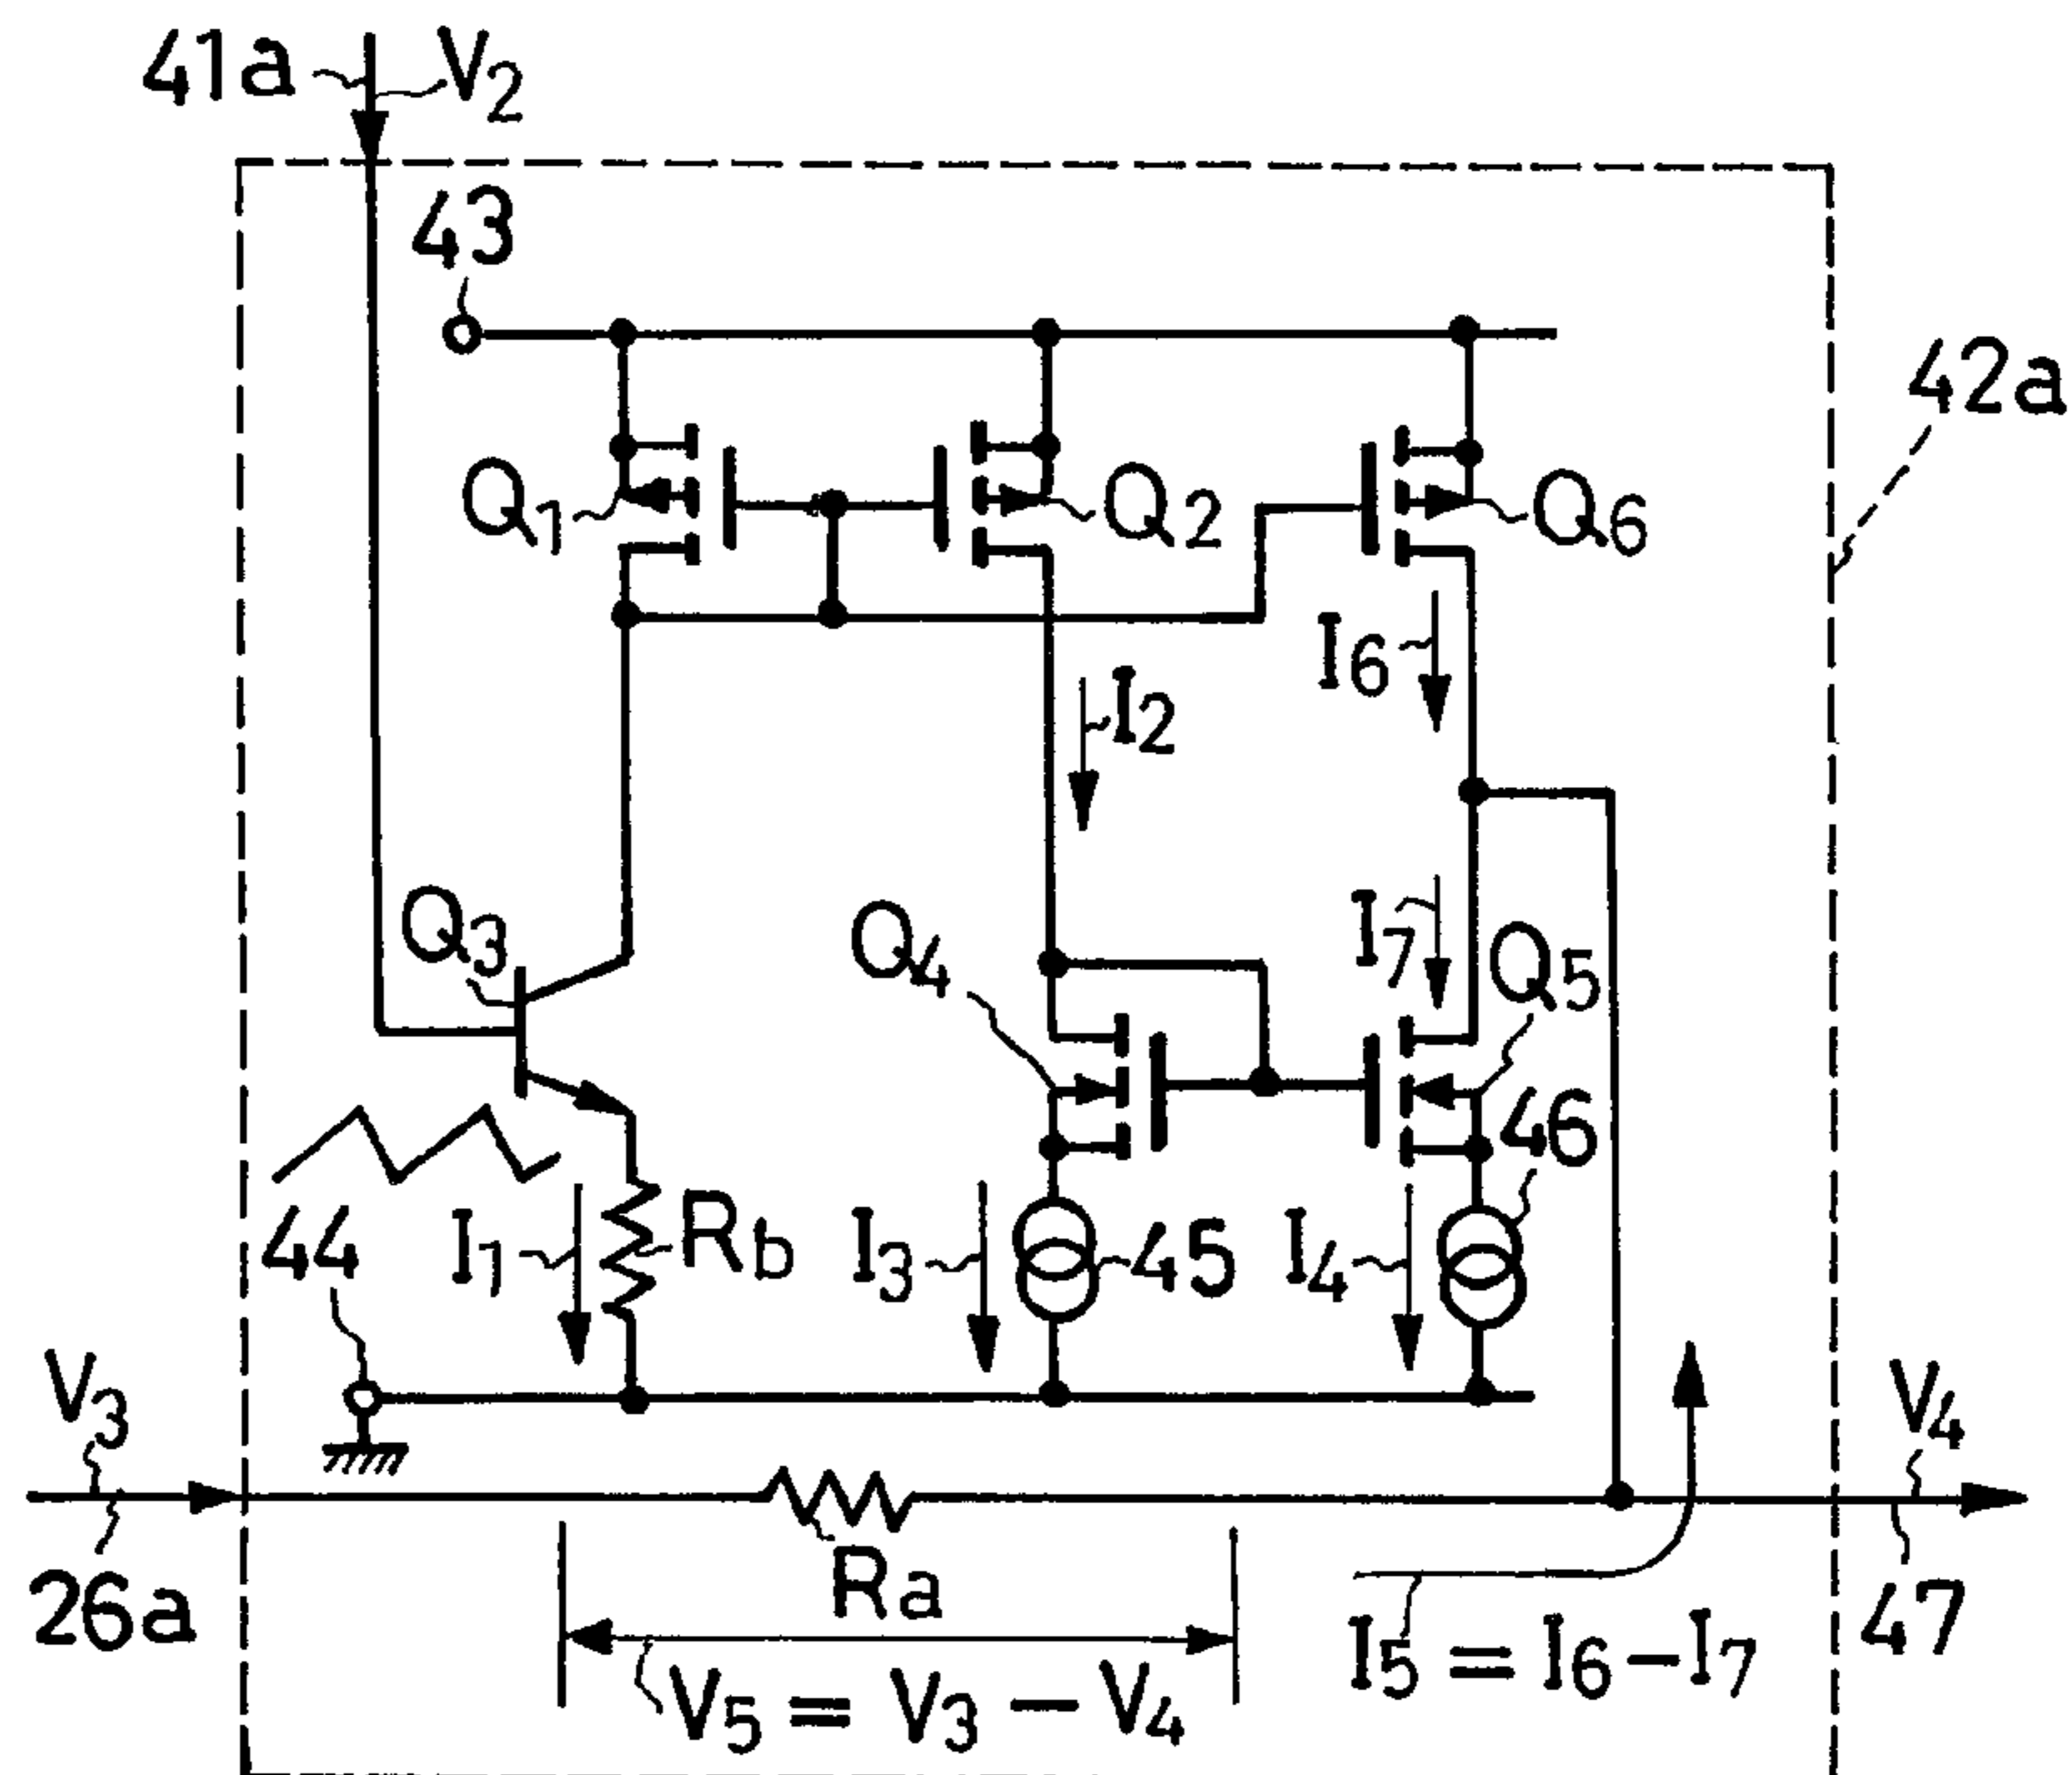 41a
V2
43
42a
Q1
Q2
Q6
I6
I2
Q3
Q4
I7
Q5
46
44
I1
Rb
I3
45
I4
V3
V4
26a
Ra
47
I5 = I6 - I7
V5 = V3 - V4